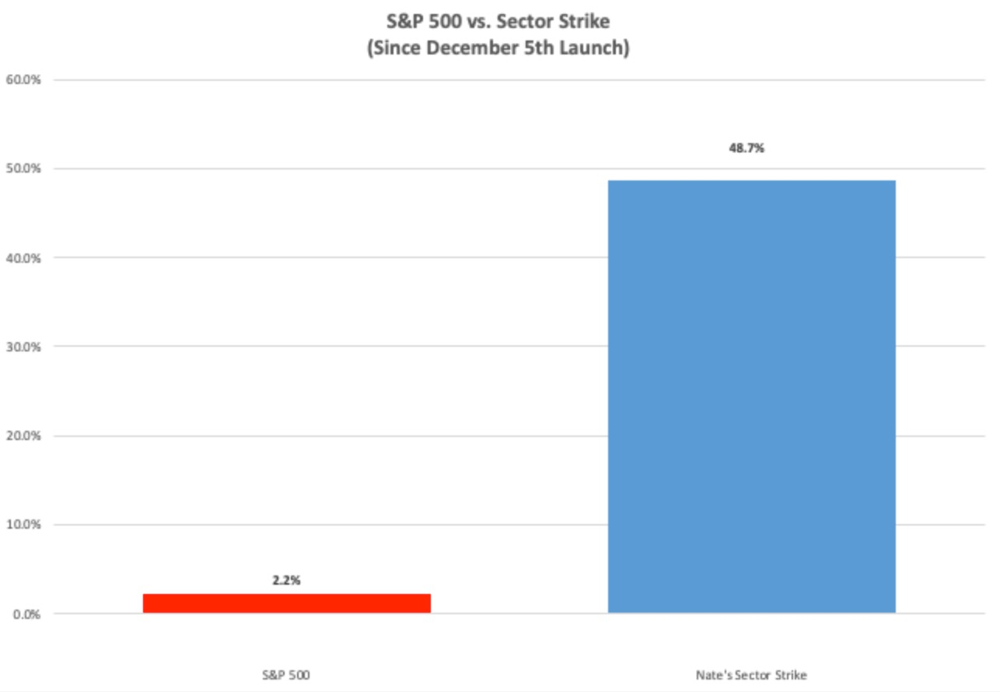 S&P 500 vs. Sector Strike
(Since December 5th Launch)
60.0%
48.7%
50.0%
40.0%
30.0%
20.0%
10.0%
2.2%
0.0%
S&P 500
Nate's Sector Strike